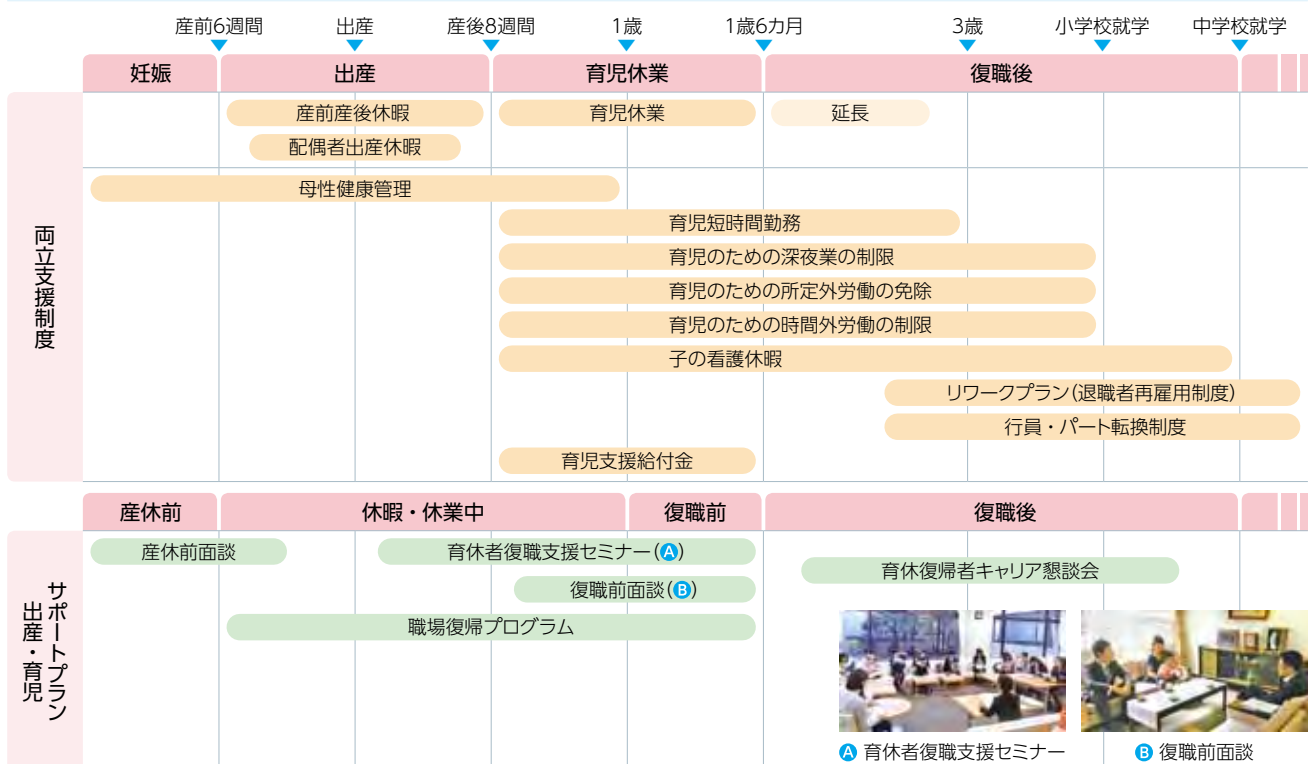 産前6週間
出産
産後8週間
1歳
1歳6カ月
3歳
小学校就学
中学校就学
妊娠
出産
育児休業
復職後
両立支援制度
産前産後休暇
育児休業
延長
配偶者出産休暇
母性健康管理
育児短時間勤務
育児のための深夜業の制限
育児のための所定外労働の免除
育児のための時間外労働の制限
子の看護休暇
リワークプラン(退職者再雇用制度)
行員・パート転換制度
育児支援給付金
産休前
休暇・休業中
復職前
復職後
出産・育児
サポートプラン
産休前面談
育休者復職支援セミナー(A)
育休復帰者キャリア懇談会
復職前面談(B)
職場復帰プログラム
A 育休者復職支援セミナー
B 復職前面談